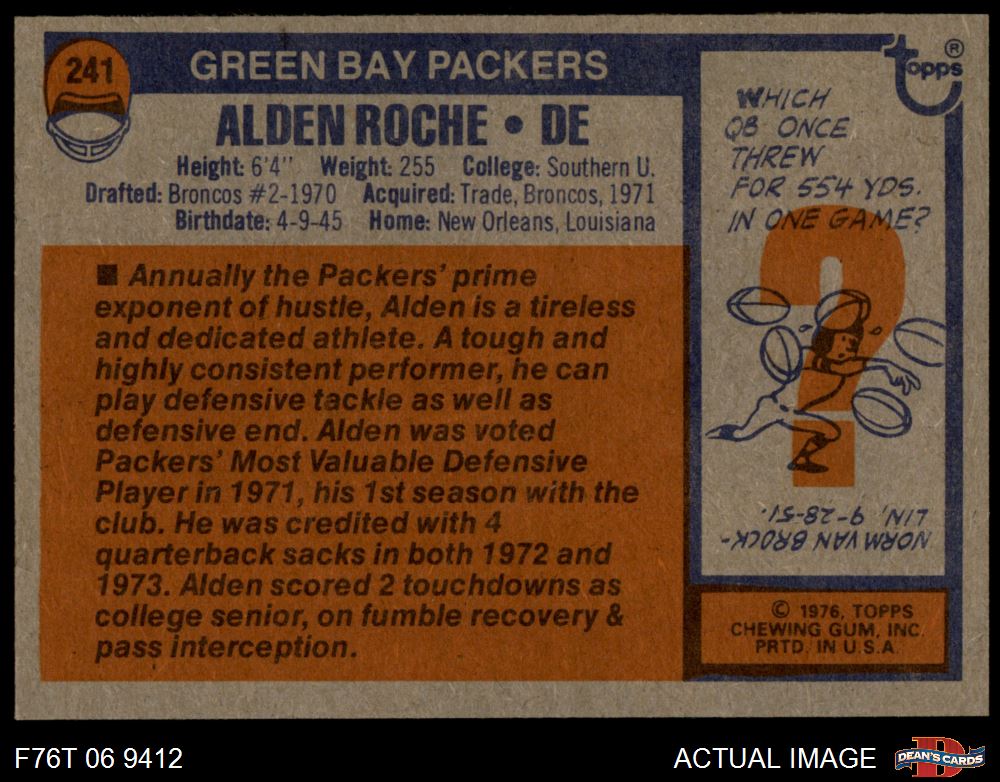 241
GREEN BAY PACKERS
ALDEN ROCHE • DE
Height: 6'4" Weight: 255 College: Southern U.
Drafted: Broncos #2-1970 Acquired: Trade, Broncos, 1971
Birthdate: 4-9-45 Home: New Orleans, Louisiana
■ Annually the Packers' prime
exponent of hustle, Alden is a tireless
and dedicated athlete. A tough and
highly consistent performer, he can
play defensive tackle as well as
defensive end. Alden was voted
Packers' Most Valuable Defensive
Player in 1971, his 1st season with the
club. He was credited with 4
quarterback sacks in both 1972 and
1973. Alden scored 2 touchdowns as
college senior, on fumble recovery &
pass interception.
Topps ®
WHICH
QB ONCE
THREW
FOR 554 YDS.
IN ONE GAME?
?
NORM VAN BROCK-
LIN, 9-28-51.
© 1976, TOPPS
CHEWING GUM, INC.
PRTD. IN U.S.A.
F76T 06 9412
ACTUAL IMAGE
D
DEAN'S CARDS